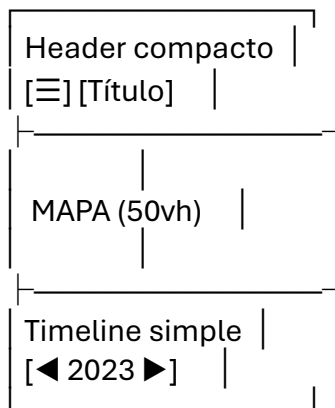 Header compacto
[☰] [Título]
MAPA (50vh)
Timeline simple
[◀ 2023 ▶]